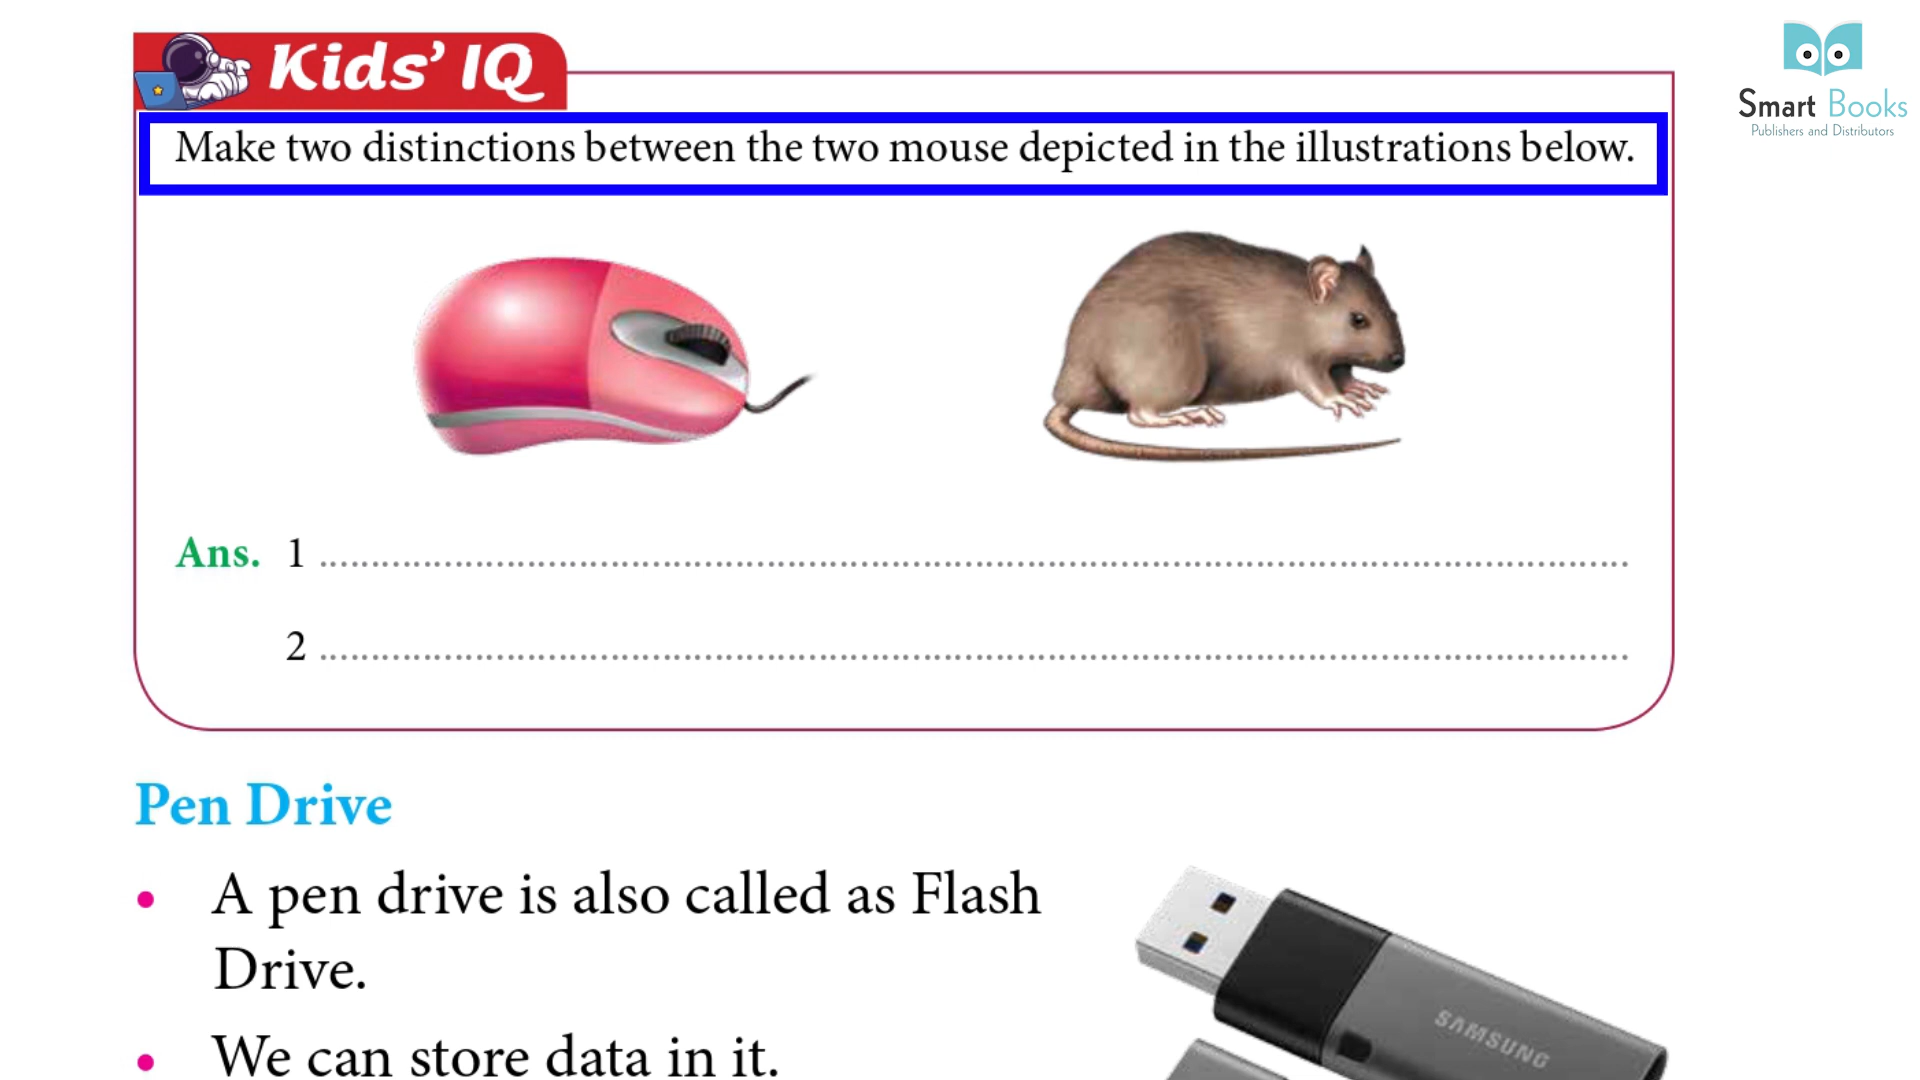 Kids' IQ
Smart Books
Publishers and Distributors
Make two distinctions between the two mouse depicted in the illustrations below.
Ans. 1 ................................................
2 ................................................
Pen Drive
• A pen drive is also called as Flash
Drive.
• We can store data in it.
SAMSUNG